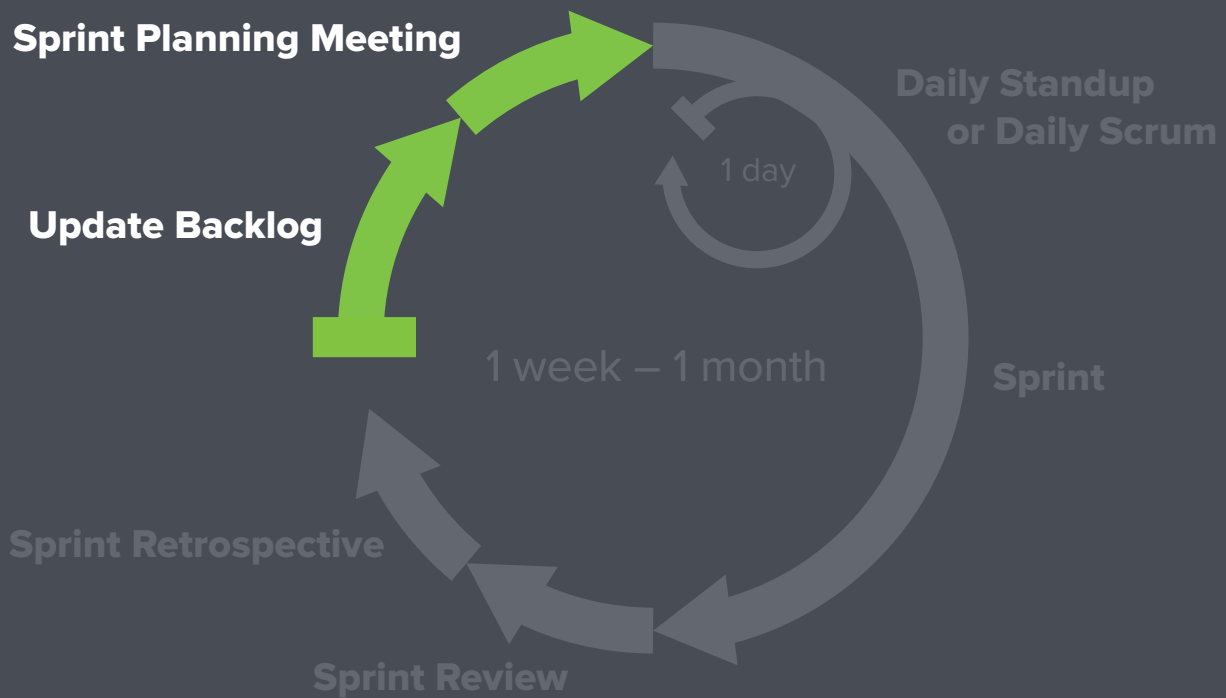 Sprint Planning Meeting
Daily Standup
or Daily Scrum
1 day
Update Backlog
1 week – 1 month
Sprint
Sprint Retrospective
Sprint Review